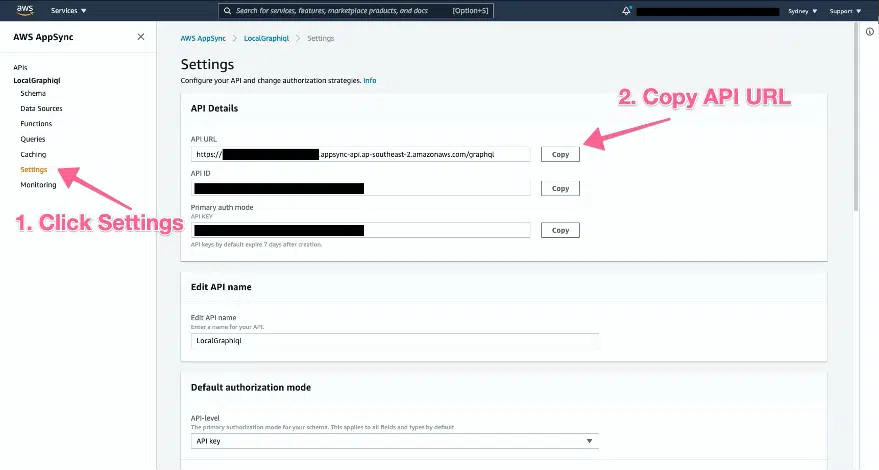 aws
Services ▼
Search for services, features, marketplace products, and docs [Option+S]
Sydney ▼
Support ▼
AWS AppSync
AWS AppSync > LocalGraphiql > Settings
APIs
LocalGraphiql
Schema
Data Sources
Functions
Queries
Caching
Settings
Monitoring
1. Click Settings
Settings
Configure your API and change authorization strategies. Info
2. Copy API URL
API Details
API URL
https:// .appsync-api.ap-southeast-2.amazonaws.com/graphql Copy
API ID
Copy
Primary auth mode
API KEY
Copy
API keys by default expire 7 days after creation.
Edit API name
Edit API name
Enter a name for your API.
LocalGraphiql
Default authorization mode
API-level
The primary authorization mode for your schema. This applies to all fields and types by default.
API key